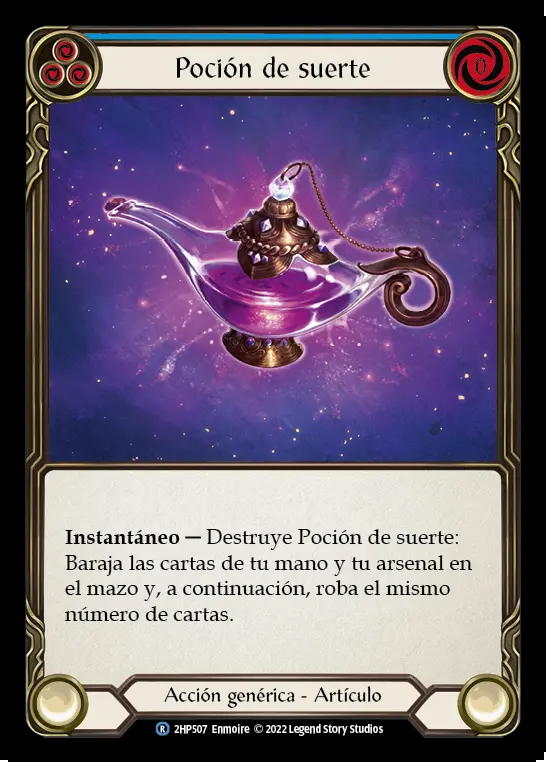 0
Poción de suerte
Instantáneo — Destruye Poción de suerte:
Baraja las cartas de tu mano y tu arsenal en
el mazo y, a continuación, roba el mismo
número de cartas.
Acción genérica - Artículo
R 2HP507 Enmoire © 2022 Legend Story Studios